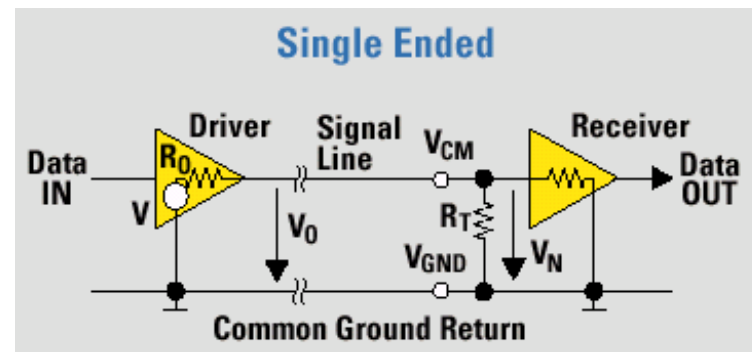 Single Ended
Driver
Signal
Line
Receiver
Data
IN
R0
V
V0
VCM
RT
VGND
VN
Data
OUT
Common Ground Return